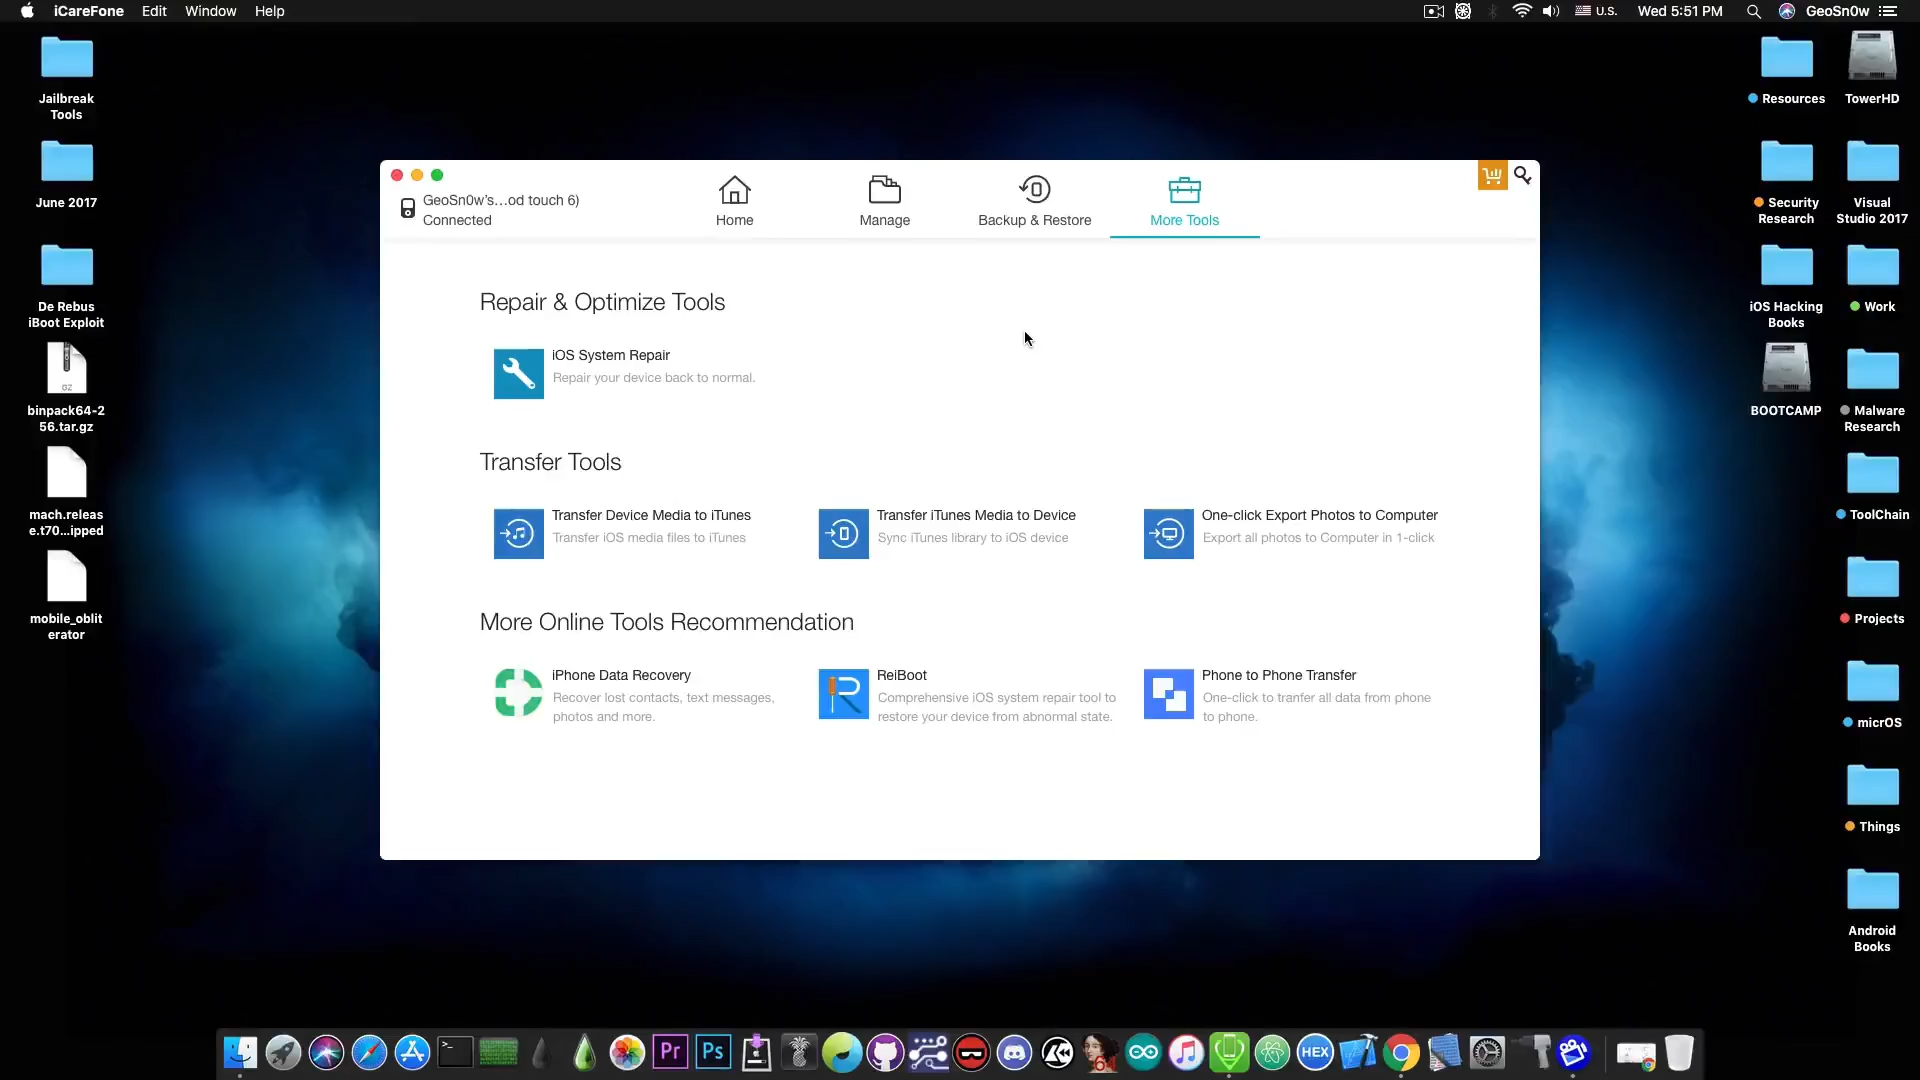 iCareFone Edit Window Help
U.S. Wed 5:51 PM GeoSn0w
Jailbreak
Tools
June 2017
De Rebus
iBoot Exploit
GZ
binpack64-2
56.tar.gz
mach.releas
e.t70...ipped
mobile_oblit
erator
GeoSn0w's...od touch 6)
Connected
Home
Manage
Backup & Restore
More Tools
Repair & Optimize Tools
iOS System Repair
Repair your device back to normal.
Transfer Tools
Transfer Device Media to iTunes
Transfer iOS media files to iTunes
Transfer iTunes Media to Device
Sync iTunes library to iOS device
One-click Export Photos to Computer
Export all photos to Computer in 1-click
More Online Tools Recommendation
iPhone Data Recovery
Recover lost contacts, text messages,
photos and more.
ReiBoot
Comprehensive iOS system repair tool to
restore your device from abnormal state.
Phone to Phone Transfer
One-click to tranfer all data from phone
to phone.
Resources
TowerHD
Security
Research
Visual
Studio 2017
iOS Hacking
Books
Work
BOOTCAMP
Malware
Research
ToolChain
Projects
micrOS
Things
Android
Books
Pr
Ps
64
HEX